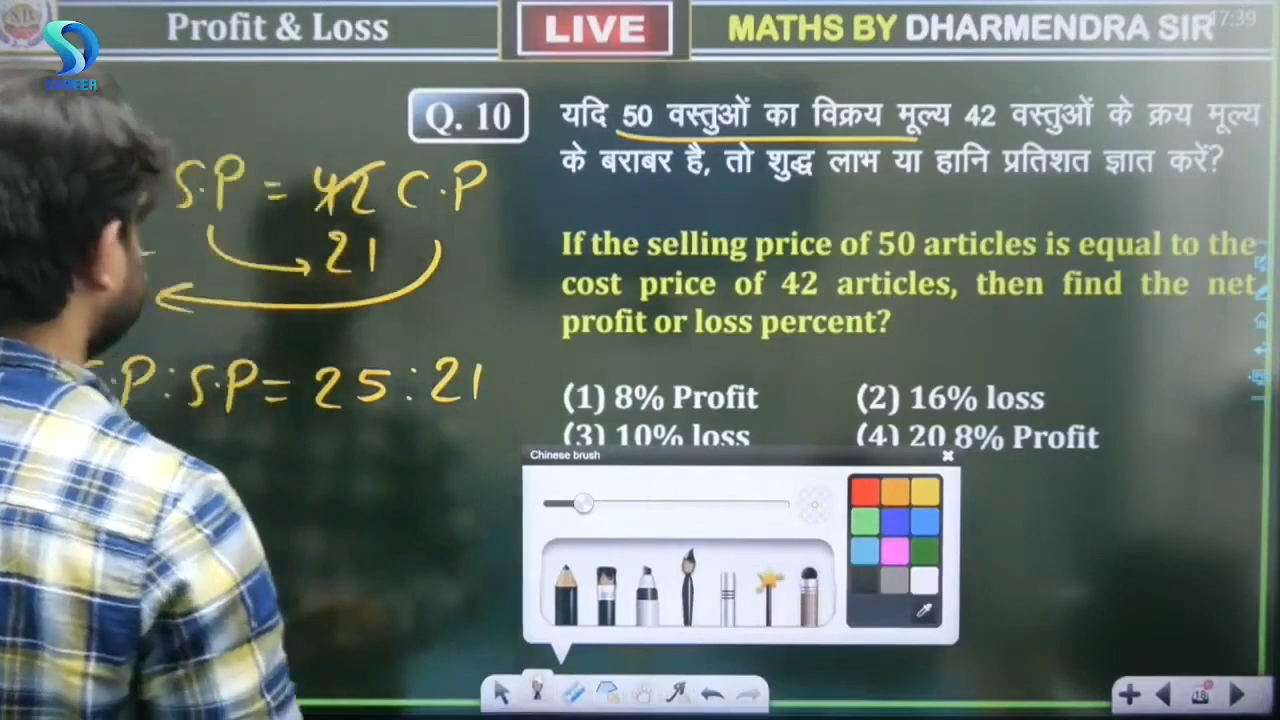 Profit & Loss
LIVE
MATHS BY DHARMENDRA SIR
17:39
Q. 10
यदि 50 वस्तुओं का विक्रय मूल्य 42 वस्तुओं के क्रय मूल्य
के बराबर है, तो शुद्ध लाभ या हानि प्रतिशत ज्ञात करें?
S.P = 42 C.P
21
.P : S.P = 25 : 21
If the selling price of 50 articles is equal to the
cost price of 42 articles, then find the net
profit or loss percent?
(1) 8% Profit (2) 16% loss
(3) 10% loss (4) 20 8% Profit
Chinese brush